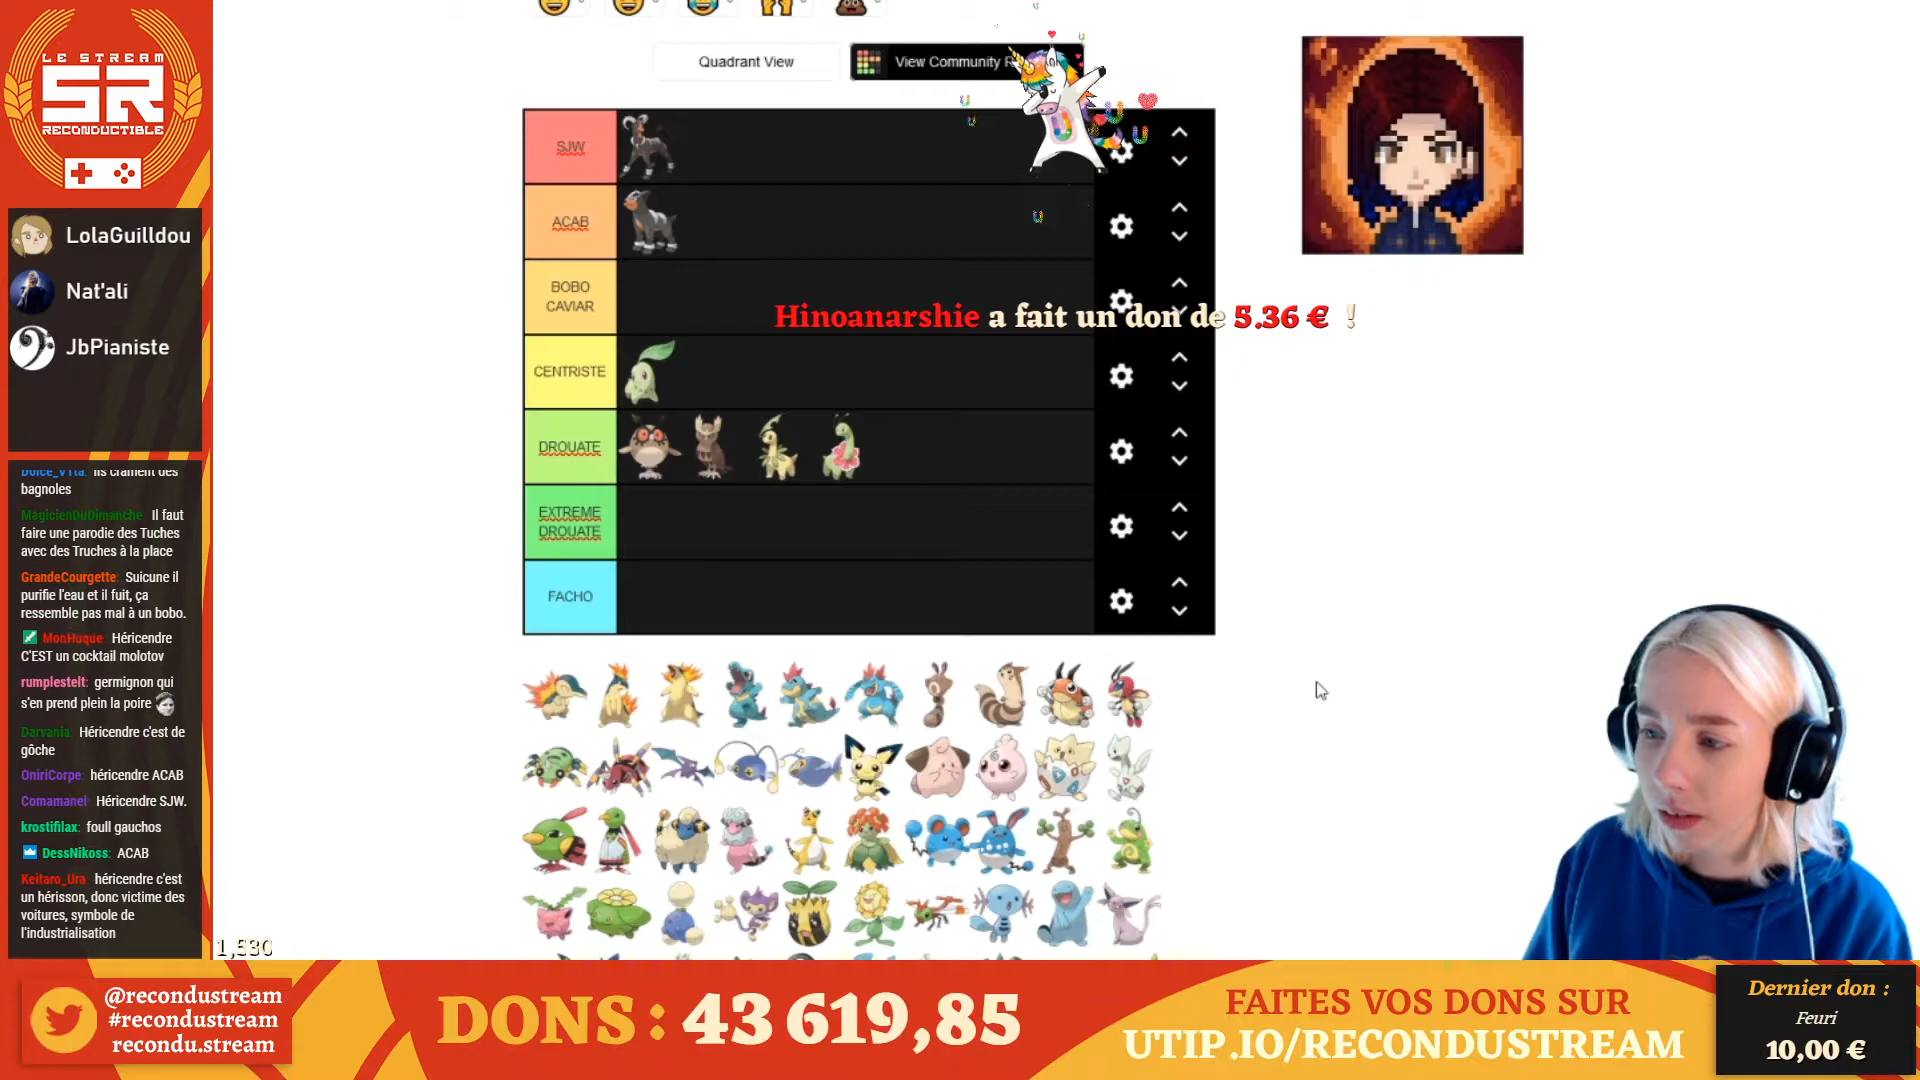 LE STREAM
SR
RECONDUCTIBLE
LolaGuilldou
Nat'ali
JbPianiste
Dolce_V1ta: Ils crament des
bagnoles
MagicienDuDimanche: Il faut
faire une parodie des Tuches
avec des Truches à la place
GrandeCourgette: Suicune il
purifie l'eau et il fuit, ça
ressemble pas mal à un bobo.
MonHuque: Héricendre
C'EST un cocktail molotov
rumplestelt: germignon qui
s'en prend plein la poire
Darvania: Héricendre c'est de
gôche
OniriCorpe: héricendre ACAB
Comamanel: Héricendre SJW.
krostifilax: foull gauchos
DessNikoss: ACAB
Keitaro_Ura: héricendre c'est
un hérisson, donc victime des
voitures, symbole de
l'industrialisation
1,530
Quadrant View
View Community
SJW
ACAB
BOBO
CAVIAR
CENTRISTE
DROUATE
EXTREME
DROUATE
FACHO
Hinoanarshie a fait un don de 5.36 € !
@recondustream
#recondustream
recondu.stream
DONS : 43 619,85
FAITES VOS DONS SUR
UTIP.IO/RECONDUSTREAM
Dernier don :
Feuri
10,00 €